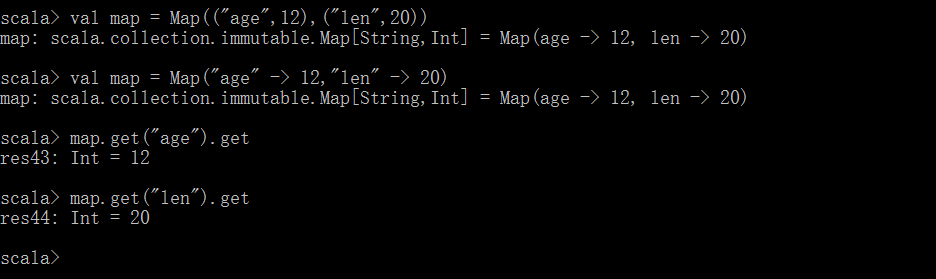 scala> val map = Map(("age",12),("len",20))
map: scala.collection.immutable.Map[String,Int] = Map(age -> 12, len -> 20)
scala> val map = Map("age" -> 12,"len" -> 20)
map: scala.collection.immutable.Map[String,Int] = Map(age -> 12, len -> 20)
scala> map.get("age").get
res43: Int = 12
scala> map.get("len").get
res44: Int = 20
scala>